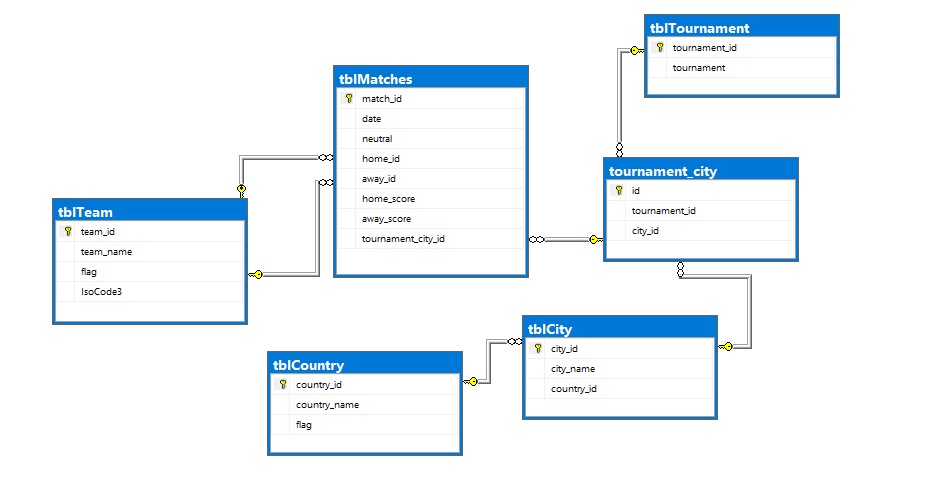 tblTournament
tournament_id
tournament
tblMatches
match_id
date
neutral
home_id
away_id
home_score
away_score
tournament_city_id
tournament_city
id
tournament_id
city_id
tblTeam
team_id
team_name
flag
IsoCode3
tblCity
city_id
city_name
country_id
tblCountry
country_id
country_name
flag